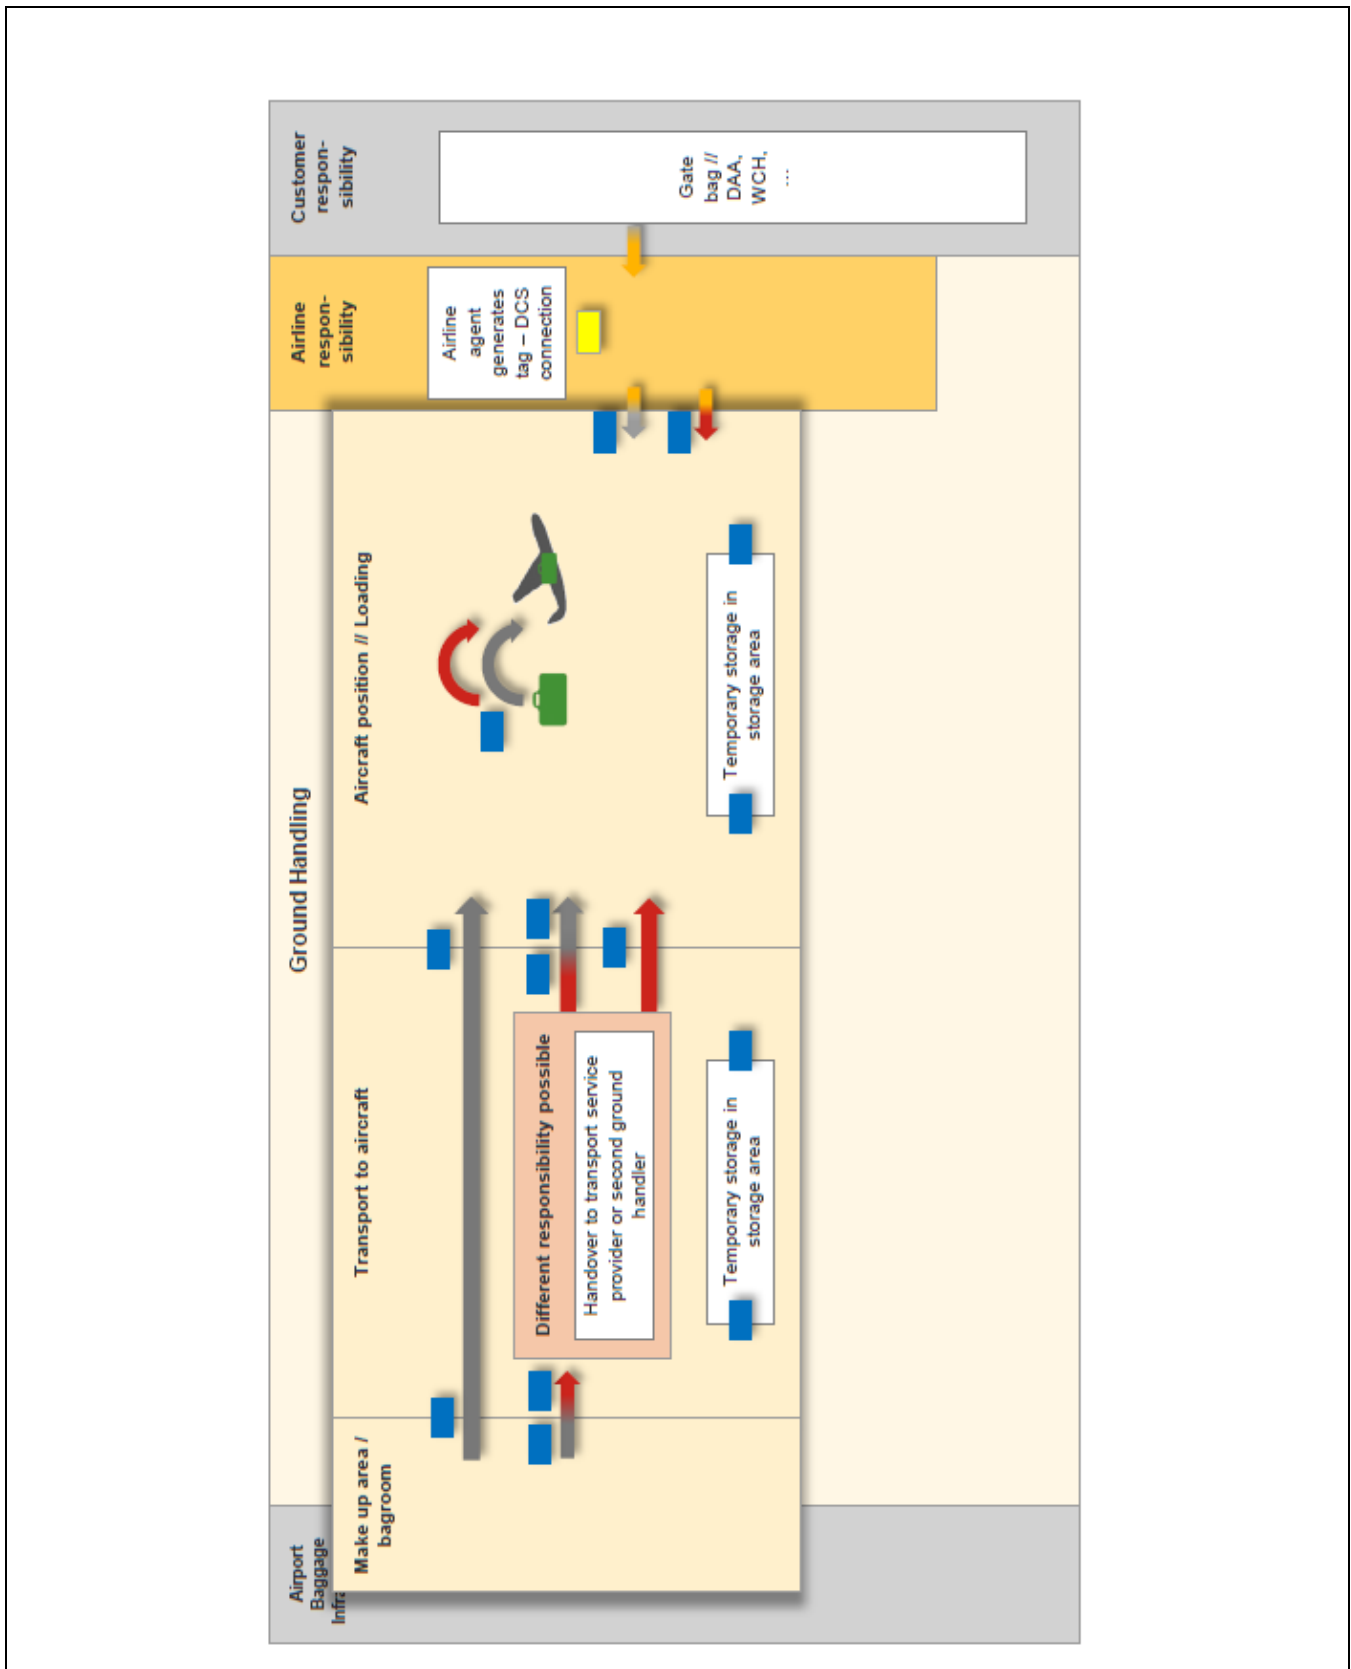 Airport
Baggage
Infra
Ground Handling
Airline
respon-
sibility
Customer
respon-
sibility
Make up area /
bagroom
Transport to aircraft
Aircraft position // Loading
Different responsibility possible
Handover to transport service
provider or second ground
handler
Temporary storage in
storage area
Temporary storage in
storage area
Airline
agent
generates
tag – DCS
connection
Gate
bag //
DAA,
WCH,
...